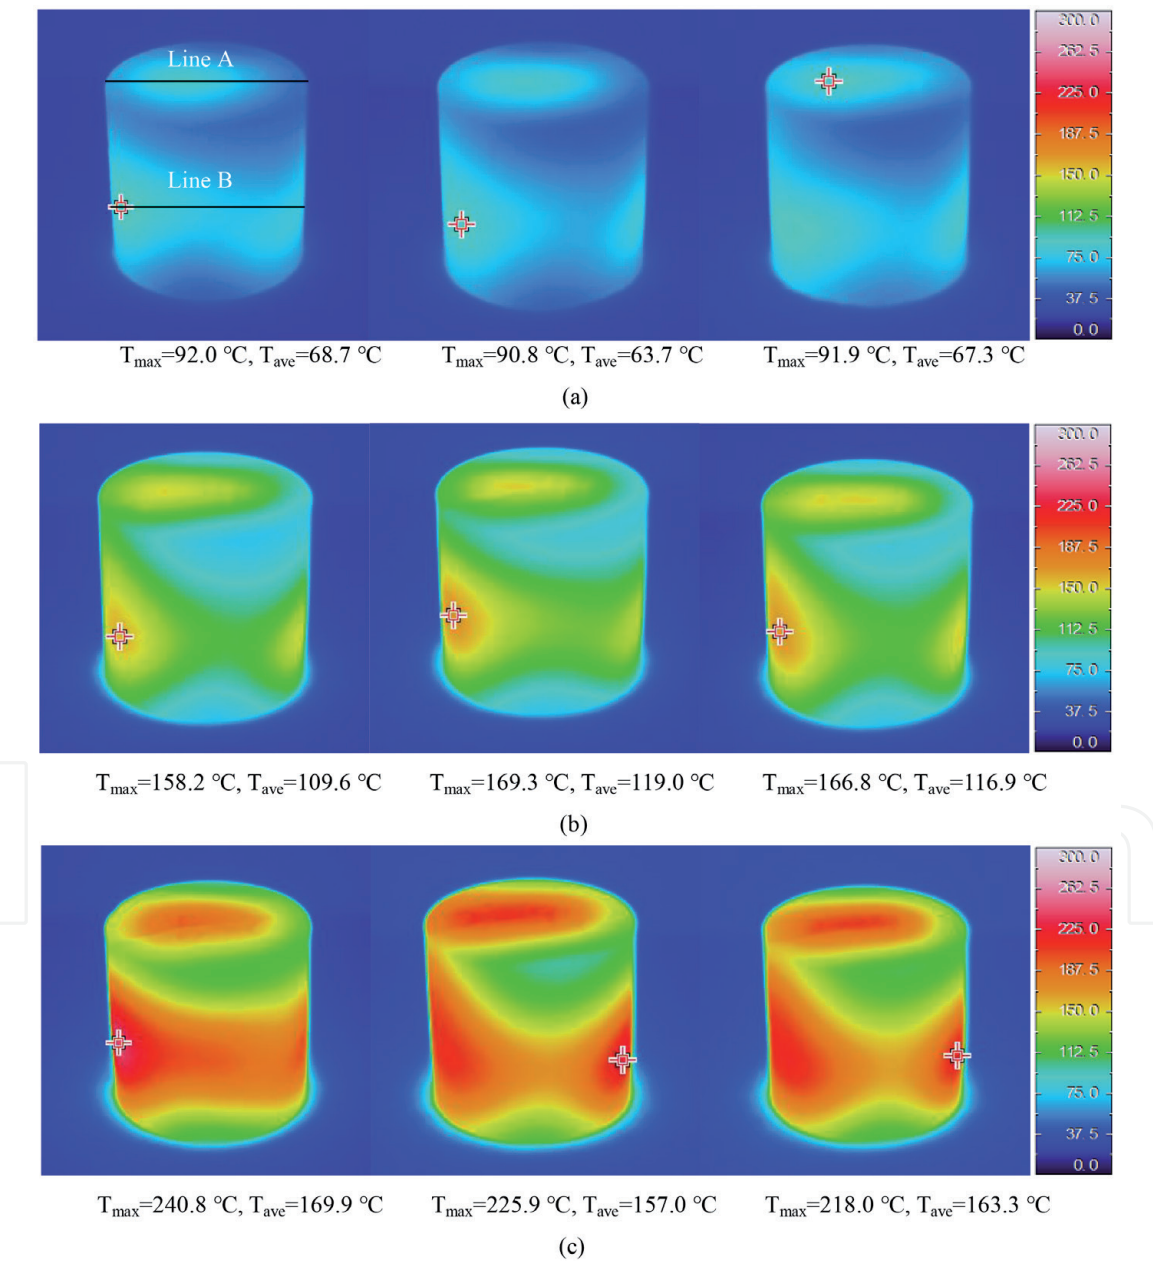 Line A
Line B
300.0
262.5
225.0
187.5
150.0
112.5
75.0
37.5
0.0
Tmax=92.0 °C, Tave=68.7 °C
Tmax=90.8 °C, Tave=63.7 °C
Tmax=91.9 °C, Tave=67.3 °C
(a)
300.0
262.5
225.0
187.5
150.0
112.5
75.0
37.5
0.0
Tmax=158.2 °C, Tave=109.6 °C
Tmax=169.3 °C, Tave=119.0 °C
Tmax=166.8 °C, Tave=116.9 °C
(b)
300.0
262.5
225.0
187.5
150.0
112.5
75.0
37.5
0.0
Tmax=240.8 °C, Tave=169.9 °C
Tmax=225.9 °C, Tave=157.0 °C
Tmax=218.0 °C, Tave=163.3 °C
(c)